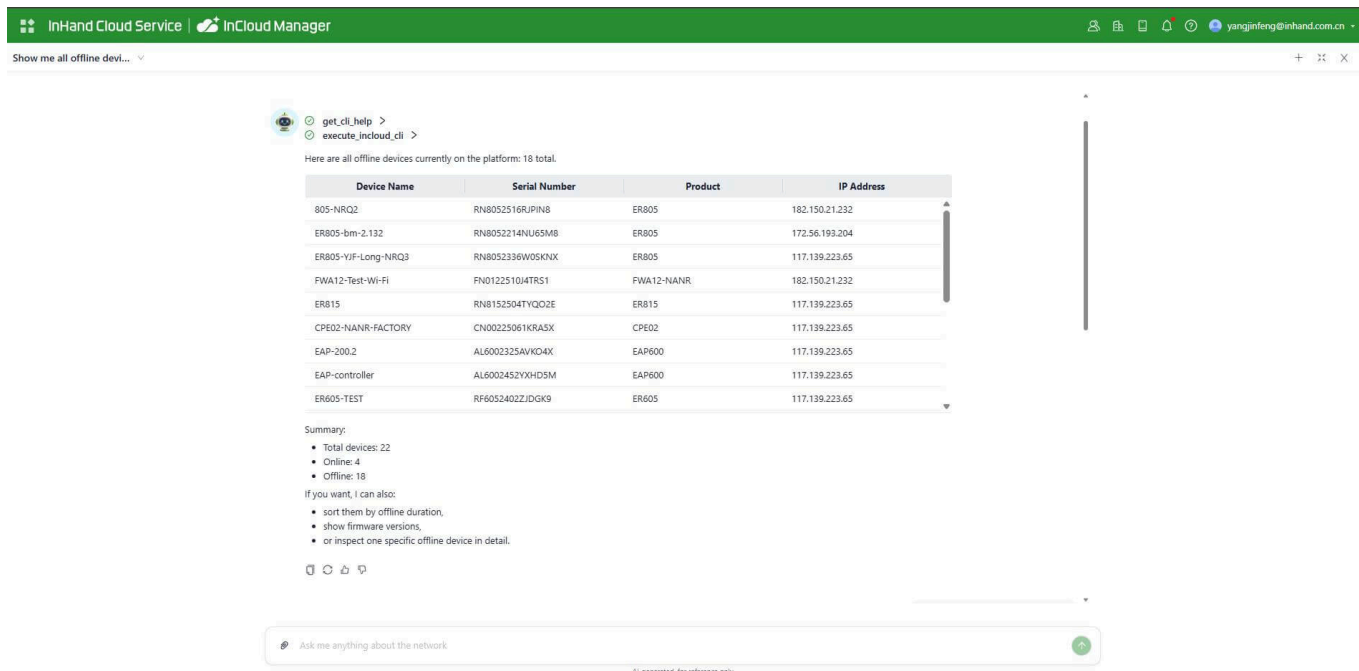 InHand Cloud Service | InCloud Manager
yangjinfeng@inhand.com.cn
Show me all offline devi...
get_cli_help >
execute_incloud_cli >
Here are all offline devices currently on the platform: 18 total.
Device Name Serial Number Product IP Address
805-NRQ2 RN8052516RJPIN8 ER805 182.150.21.232
ER805-bm-2.132 RN8052214NU65M8 ER805 172.56.193.204
ER805-YJF-Long-NRQ3 RN8052336W0SKNX ER805 117.139.223.65
FWA12-Test-Wi-Fi FN0122510J4TRS1 FWA12-NANR 182.150.21.232
ER815 RN8152504TYQO2E ER815 117.139.223.65
CPE02-NANR-FACTORY CN00225061KRA5X CPE02 117.139.223.65
EAP-200.2 AL6002325AVKO4X EAP600 117.139.223.65
EAP-controller AL6002452YXHD5M EAP600 117.139.223.65
ER605-TEST RF6052402ZJDGK9 ER605 117.139.223.65
Summary:
• Total devices: 22
• Online: 4
• Offline: 18
If you want, I can also:
• sort them by offline duration,
• show firmware versions,
• or inspect one specific offline device in detail.
Ask me anything about the network